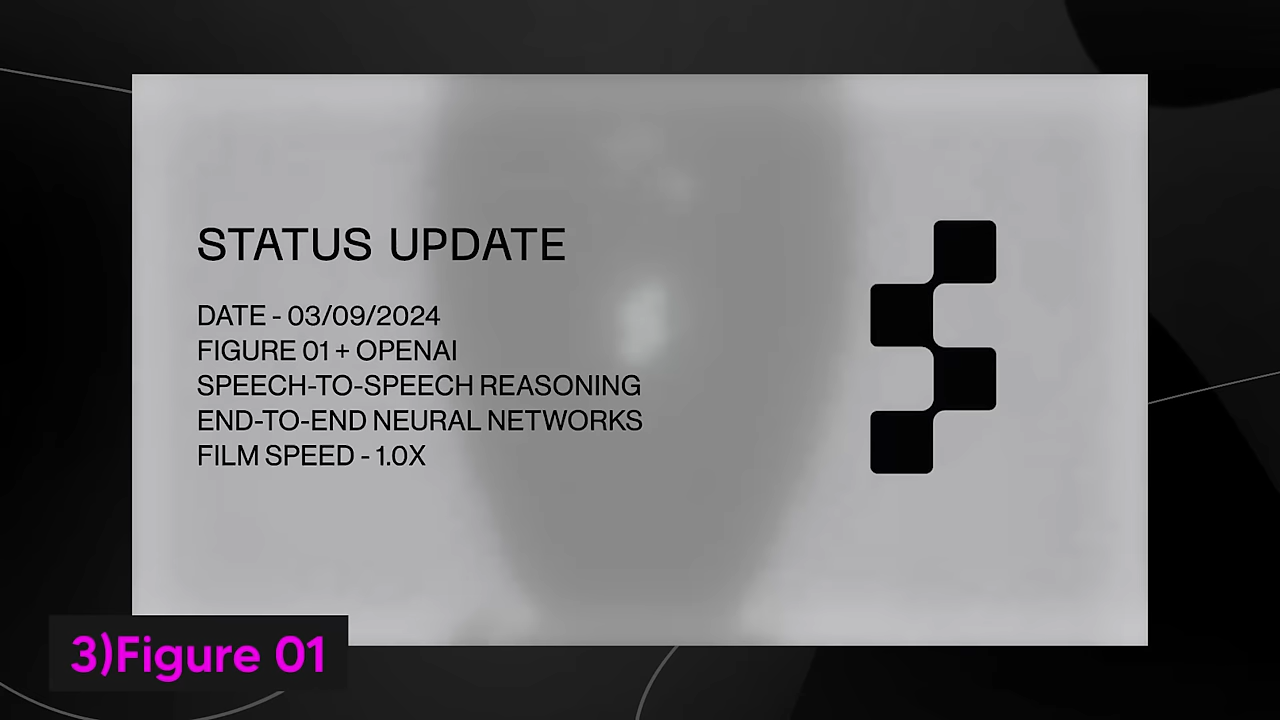 STATUS UPDATE
DATE - 03/09/2024
FIGURE 01 + OPENAI
SPEECH-TO-SPEECH REASONING
END-TO-END NEURAL NETWORKS
FILM SPEED - 1.0X
3)Figure 01